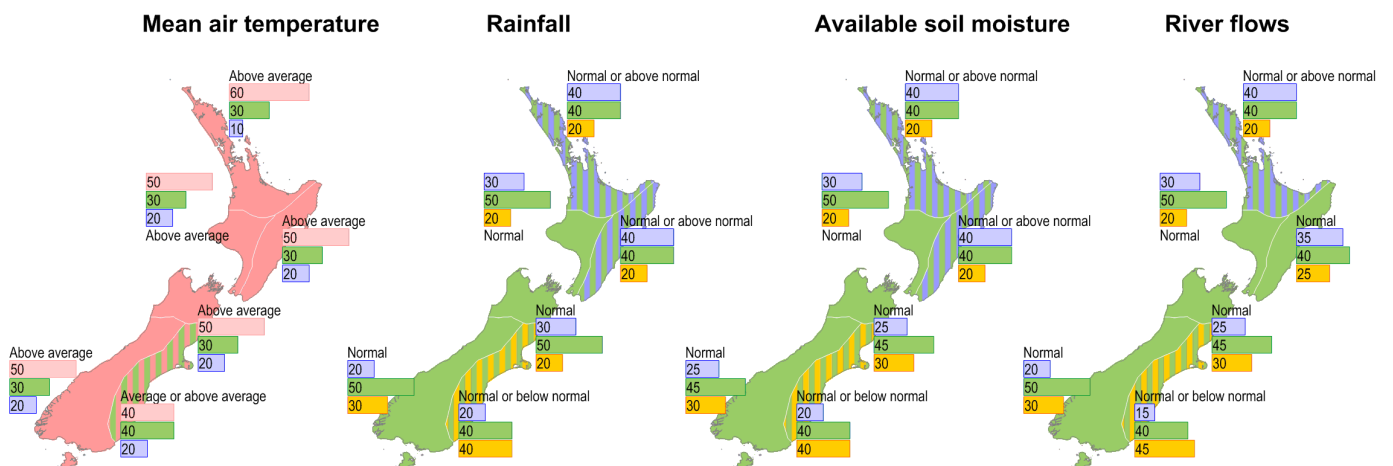 Mean air temperature
Above average
60
30
10
50
30
20
Above average
Above average
50
30
20
Above average
50
30
20
Above average
50
30
20
Average or above average
40
40
20
Rainfall
Normal or above normal
40
40
20
30
50
20
Normal
Normal or above normal
40
40
20
Normal
30
50
20
Normal
20
50
30
Normal or below normal
20
40
40
Available soil moisture
Normal or above normal
40
40
20
30
50
20
Normal
Normal or above normal
40
40
20
Normal
25
45
30
Normal
25
45
30
Normal or below normal
20
40
40
River flows
Normal or above normal
40
40
20
30
50
20
Normal
Normal
35
40
25
Normal
25
45
30
Normal
20
50
30
Normal or below normal
15
40
45